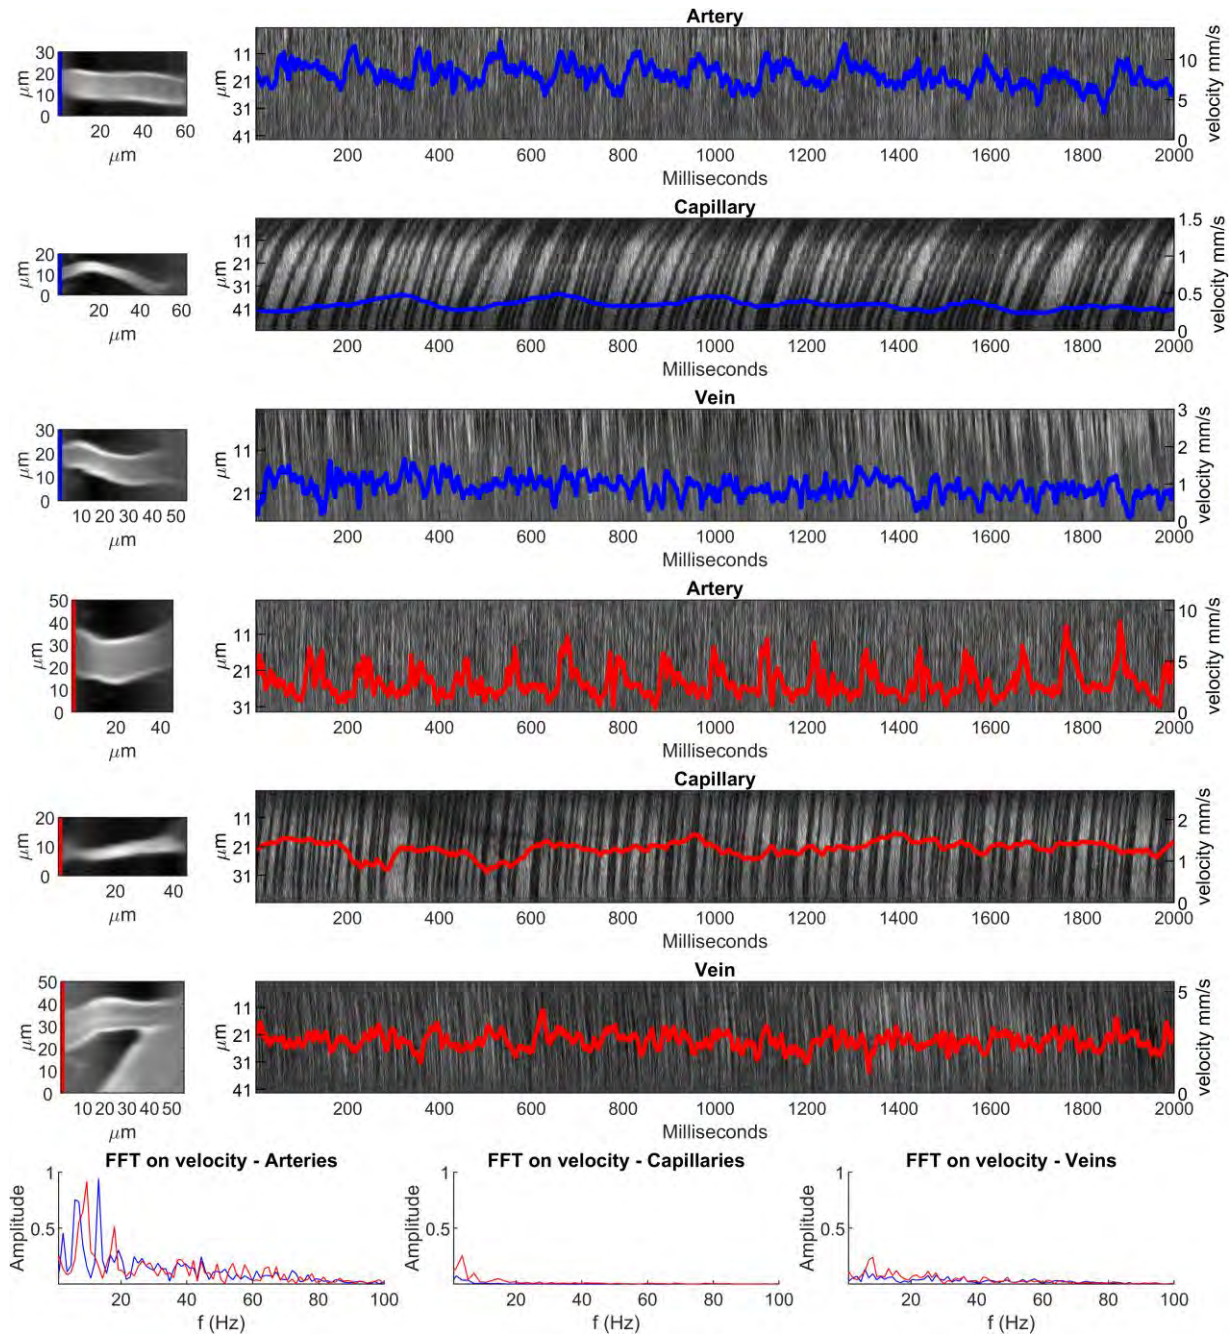 Artery
30
20
10
0
μm
20 40 60
μm
11
21
31
41
μm
200 400 600 800 1000 1200 1400 1600 1800 2000
Milliseconds
10
5
0
velocity mm/s
Capillary
20
10
0
μm
20 40 60
μm
11
21
31
41
μm
200 400 600 800 1000 1200 1400 1600 1800 2000
Milliseconds
1.5
1
0.5
0
velocity mm/s
Vein
30
20
10
0
μm
10 20 30 40 50
μm
11
21
μm
200 400 600 800 1000 1200 1400 1600 1800 2000
Milliseconds
3
2
1
0
velocity mm/s
Artery
50
40
30
20
10
0
μm
20 40
μm
11
21
31
μm
200 400 600 800 1000 1200 1400 1600 1800 2000
Milliseconds
10
5
0
velocity mm/s
Capillary
20
10
0
μm
20 40
μm
11
21
31
μm
200 400 600 800 1000 1200 1400 1600 1800 2000
Milliseconds
2
1
0
velocity mm/s
Vein
50
40
30
20
10
0
μm
10 20 30 40 50
μm
11
21
31
41
μm
200 400 600 800 1000 1200 1400 1600 1800 2000
Milliseconds
5
0
velocity mm/s
FFT on velocity - Arteries
1
0.5
Amplitude
20 40 60 80 100
f (Hz)
FFT on velocity - Capillaries
1
0.5
Amplitude
20 40 60 80 100
f (Hz)
FFT on velocity - Veins
1
0.5
Amplitude
20 40 60 80 100
f (Hz)